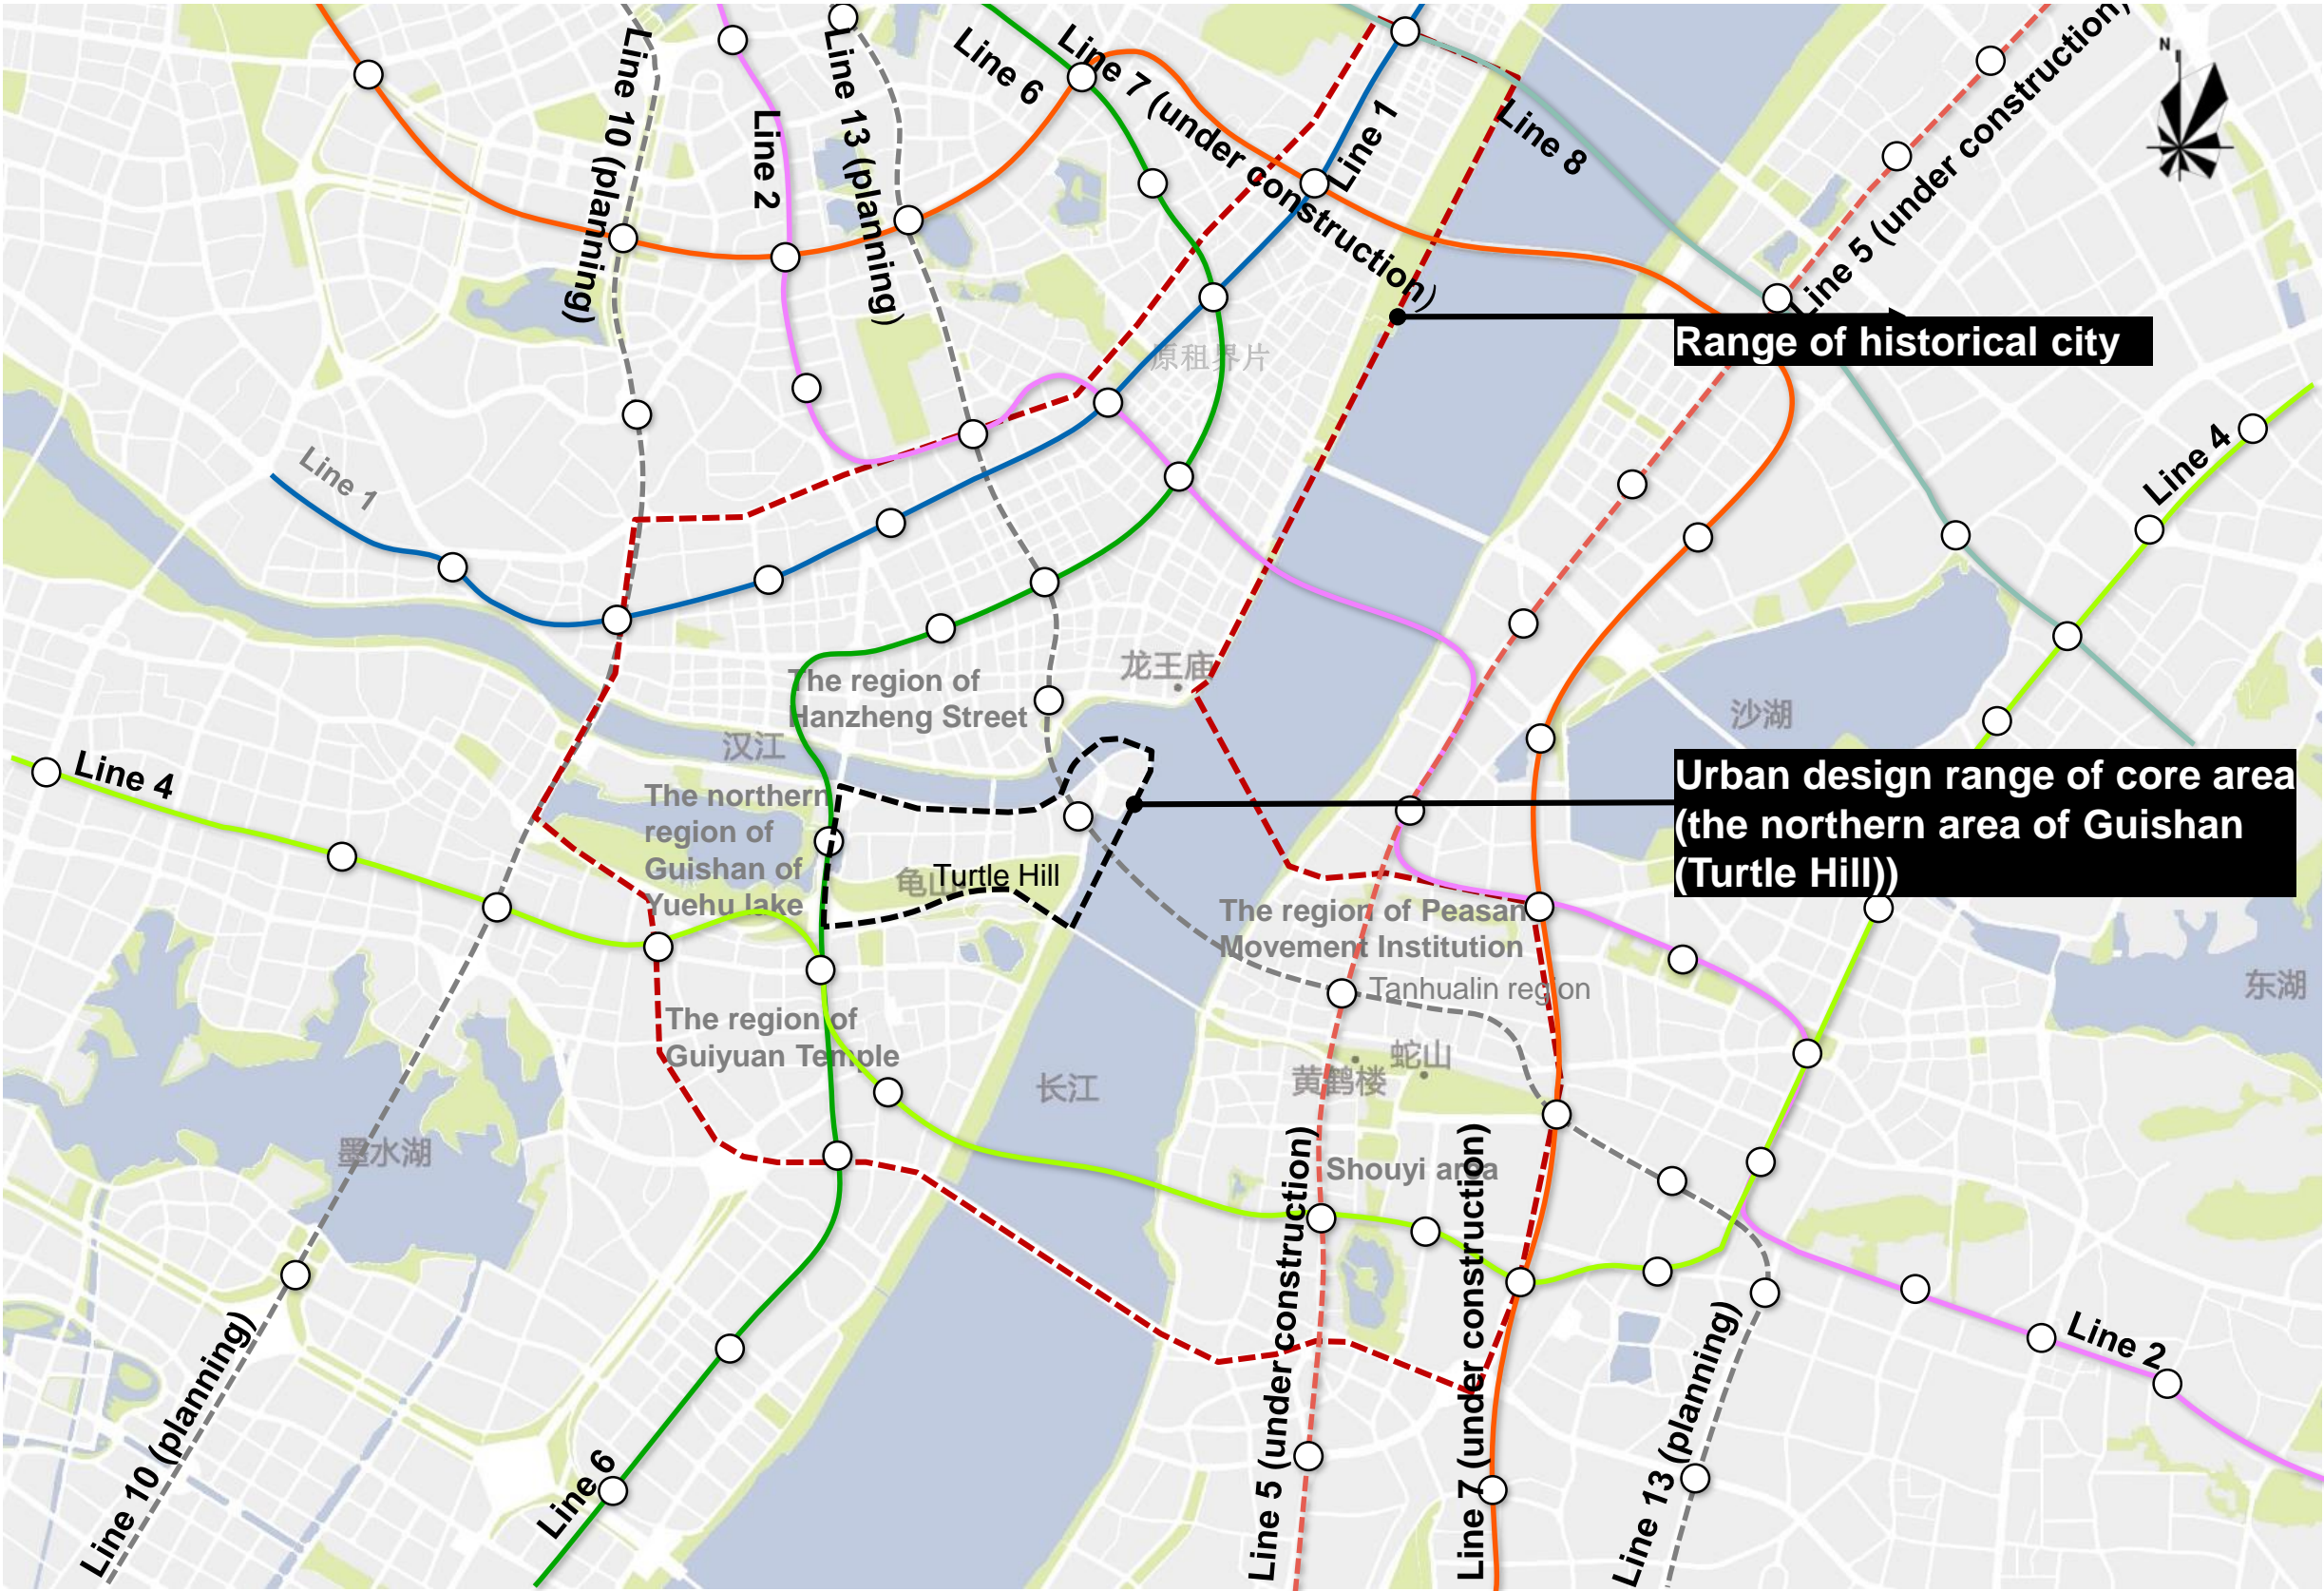 Line 10 (planning)
Line 2
Line 13 (planning)
Line 6
Line 7 (under construction)
Line 1
Line 8
Line 5 (under construction)
N
Range of historical city
原租界片
Line 4
Line 1
龙王庙
沙湖
The region of
Hanzheng Street
汉江
Line 4
Urban design range of core area
(the northern area of Guishan
(Turtle Hill))
The northern
region of
Guishan of
Yuehu lake
龟山
Turtle Hill
The region of Peasan
Movement Institution
Tanhualin region
东湖
The region of
Guiyuan Temple
长江
蛇山
黄鹤楼
墨水湖
Shouyi area
Line 10 (planning)
Line 6
Line 5 (under construction)
Line 7 (under construction)
Line 13 (planning)
Line 2